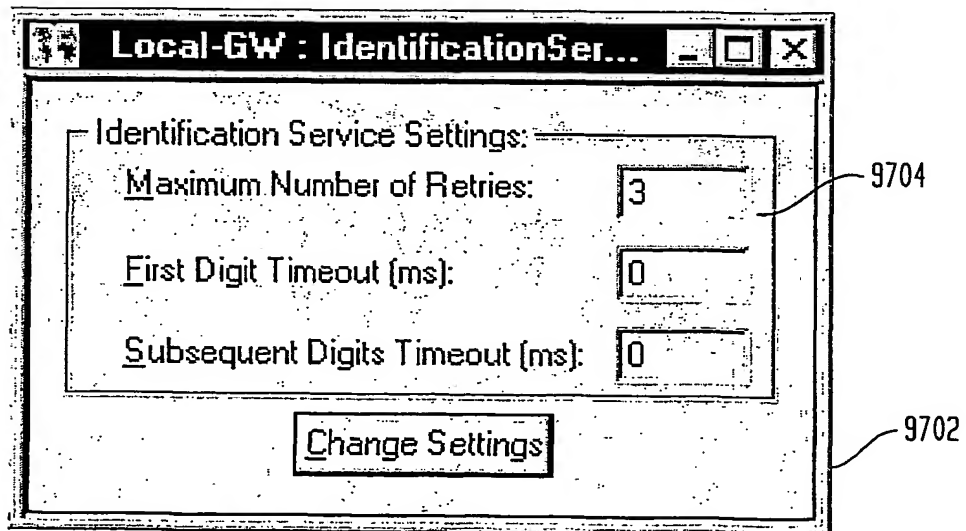 Local-GW : IdentificationSer...
Identification Service Settings:
Maximum Number of Retries: 3
9704
First Digit Timeout (ms): 0
Subsequent Digits Timeout (ms): 0
Change Settings
9702